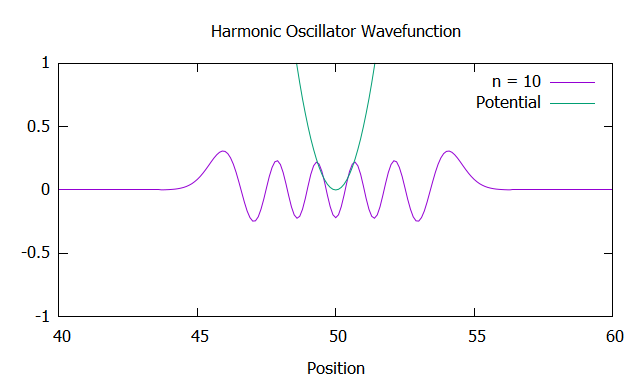 Harmonic Oscillator Wavefunction
1
n = 10
Potential
0.5
0
-0.5
-1
40
45
50
55
60
Position